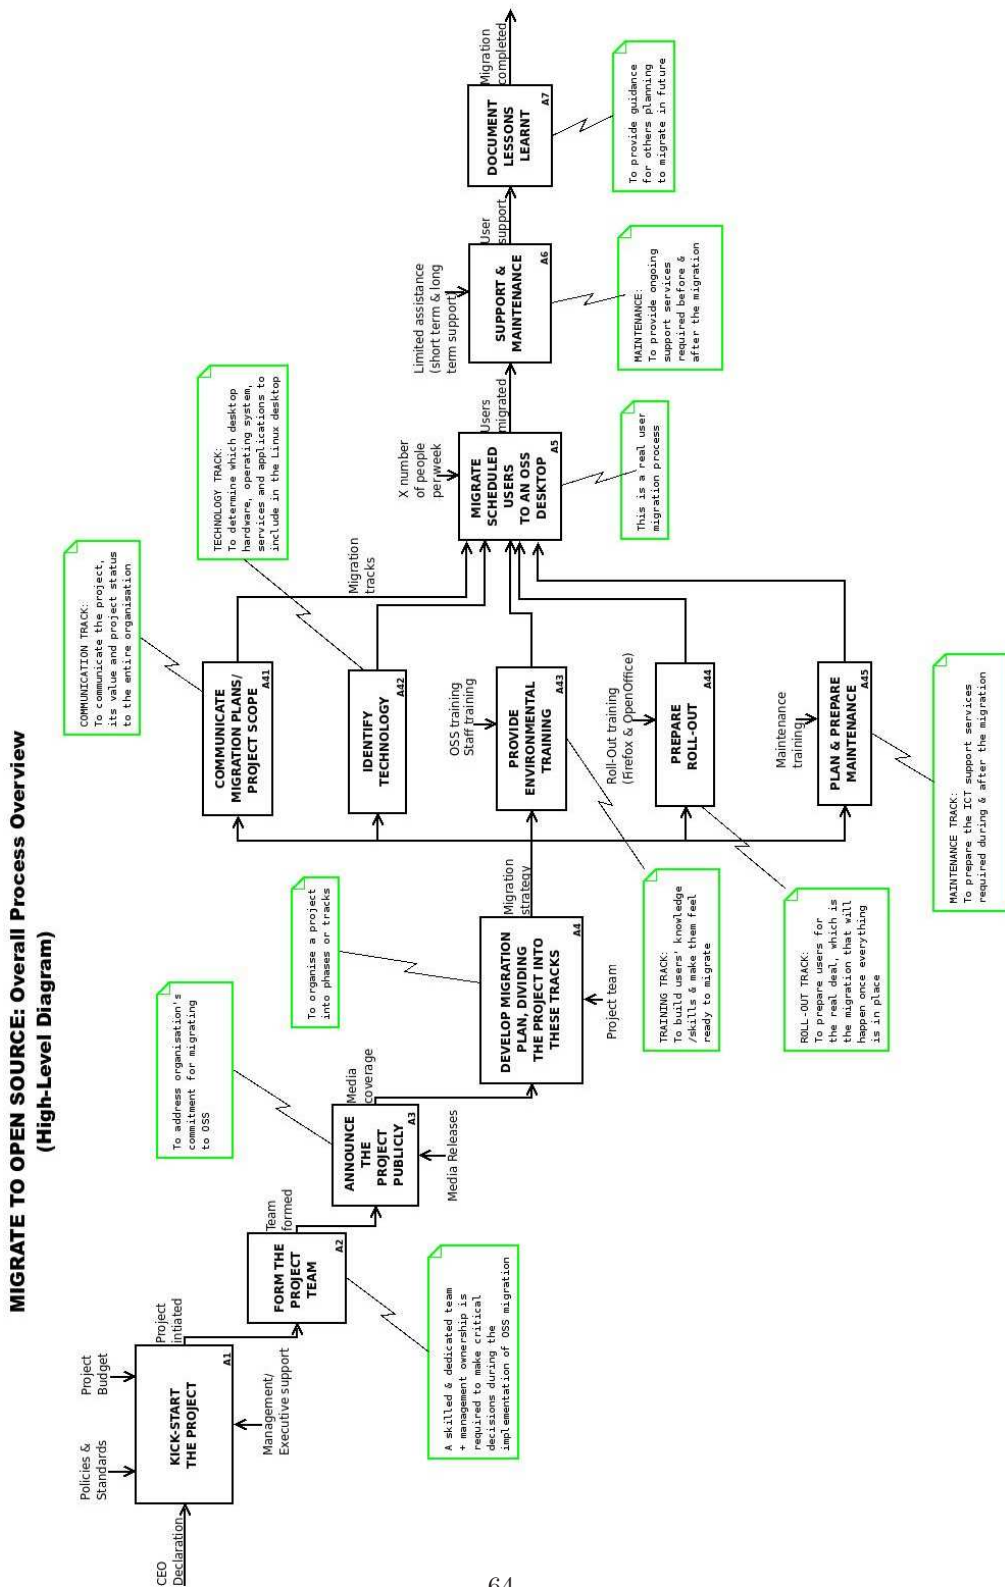 MIGRATE TO OPEN SOURCE: Overall Process Overview
(High-Level Diagram)
CEO
Declaration
Policies &
Standards
Project
Budget
KICK-START
THE PROJECT
A1
Management/
Executive support
Project
intiated
FORM THE
PROJECT
TEAM
A2
A skilled & dedicated team
+ management ownership is
required to make critical
decisions during the
implementation of OSS migration
Team
formed
ANNOUNCE
THE
PROJECT
PUBLICLY
A3
To address organisation's
commitment for migrating
to OSS
Media Releases
Media
coverage
DEVELOP MIGRATION
PLAN, DIVIDING
THE PROJECT INTO
THESE TRACKS
A4
To organise a project
into phases or tracks
Project team
Migration
strategy
COMMUNICATE
MIGRATION PLANS/
PROJECT SCOPE
A41
COMMUNICATION TRACK:
To communicate the project,
its value and project status
to the entire organisation
IDENTIFY
TECHNOLOGY
A42
TECHNOLOGY TRACK:
To determine which desktop
hardware, operating system,
services and applications to
include in the Linux desktop
OSS training
Staff training
PROVIDE
ENVIRONMENTAL
TRAINING
A43
TRAINING TRACK:
To build users' knowledge
/skills & make them feel
ready to migrate
Roll-Out training
(Firefox & OpenOffice)
PREPARE
ROLL-OUT
A44
ROLL-OUT TRACK:
To prepare users for
the real deal, which is
the migration that will
happen once everything
is in place
Maintenance
training
PLAN & PREPARE
MAINTENANCE
A45
MAINTENANCE TRACK:
To prepare the ICT support services
required during & after the migration
Migration
tracks
X number
of people
per week
MIGRATE
SCHEDULED
USERS
TO AN OSS
DESKTOP
A5
This is a real user
migration process
Users
migrated
Limited assistance
(short term & long
term support)
SUPPORT &
MAINTENANCE
A6
MAINTENANCE:
To provide ongoing
support services
required before &
after the migration
User
support
DOCUMENT
LESSONS
LEARNT
A7
To provide guidance
for others planning
to migrate in future
Migration
completed
64